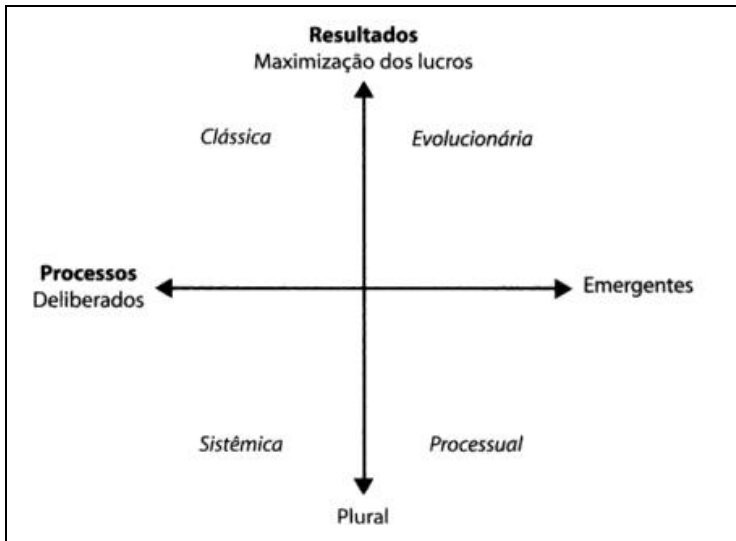 Resultados
Maximização dos lucros
Clássica
Evolucionária
Processos
Deliberados
Emergentes
Sistêmica
Processual
Plural